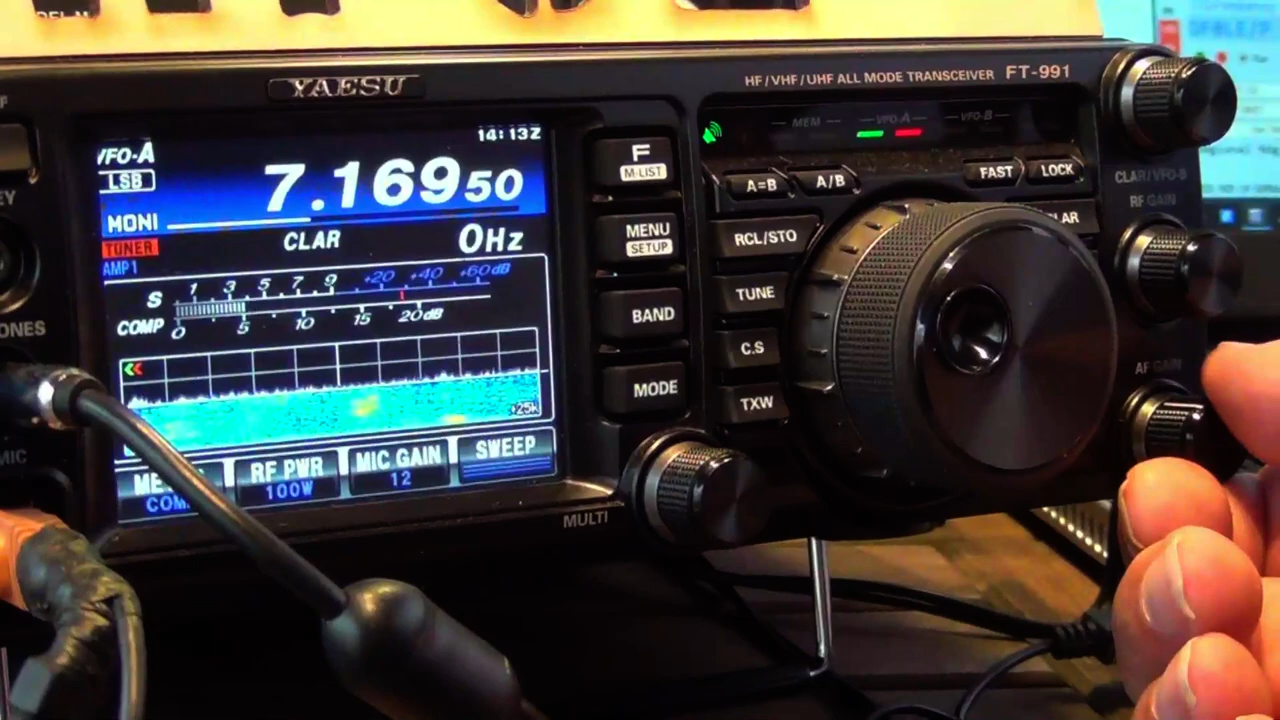 YAESU
HF/VHF/UHF ALL MODE TRANSCEIVER FT-991
14:13Z
VFO-A
LSB
7.169 50
MONI
TUNER
CLAR 0Hz
AMP1
S 1 3 5 7 9 +20 +40 +60dB
COMP 0 5 10 15 20dB
+25k
RF PWR
100W
MIC GAIN
12
SWEEP
F
M-LIST
MENU
SETUP
BAND
MODE
MULTI
MEM VFO-A VFO-B
A=B A/B FAST LOCK
RCL/STO
TUNE
C.S
TXW
CLAR/VFO-B
RF GAIN
AF GAIN
MIC